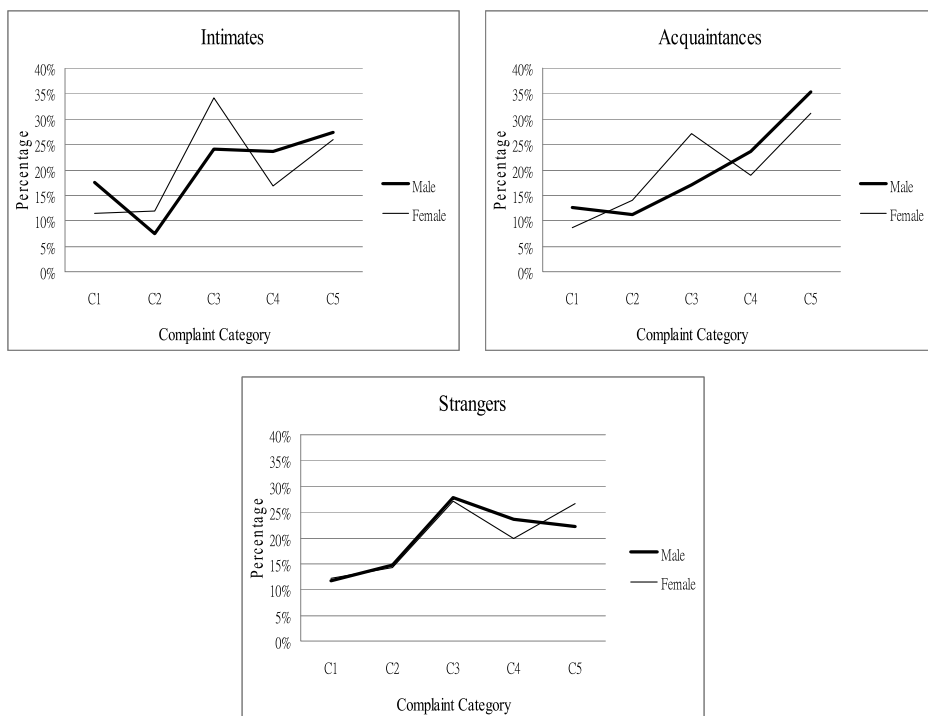 Intimates
Percentage
40%
35%
30%
25%
20%
15%
10%
5%
0%
C1 C2 C3 C4 C5
Complaint Category
Male
Female
Acquaintances
Percentage
40%
35%
30%
25%
20%
15%
10%
5%
0%
C1 C2 C3 C4 C5
Complaint Category
Male
Female
Strangers
Percentage
40%
35%
30%
25%
20%
15%
10%
5%
0%
C1 C2 C3 C4 C5
Complaint Category
Male
Female